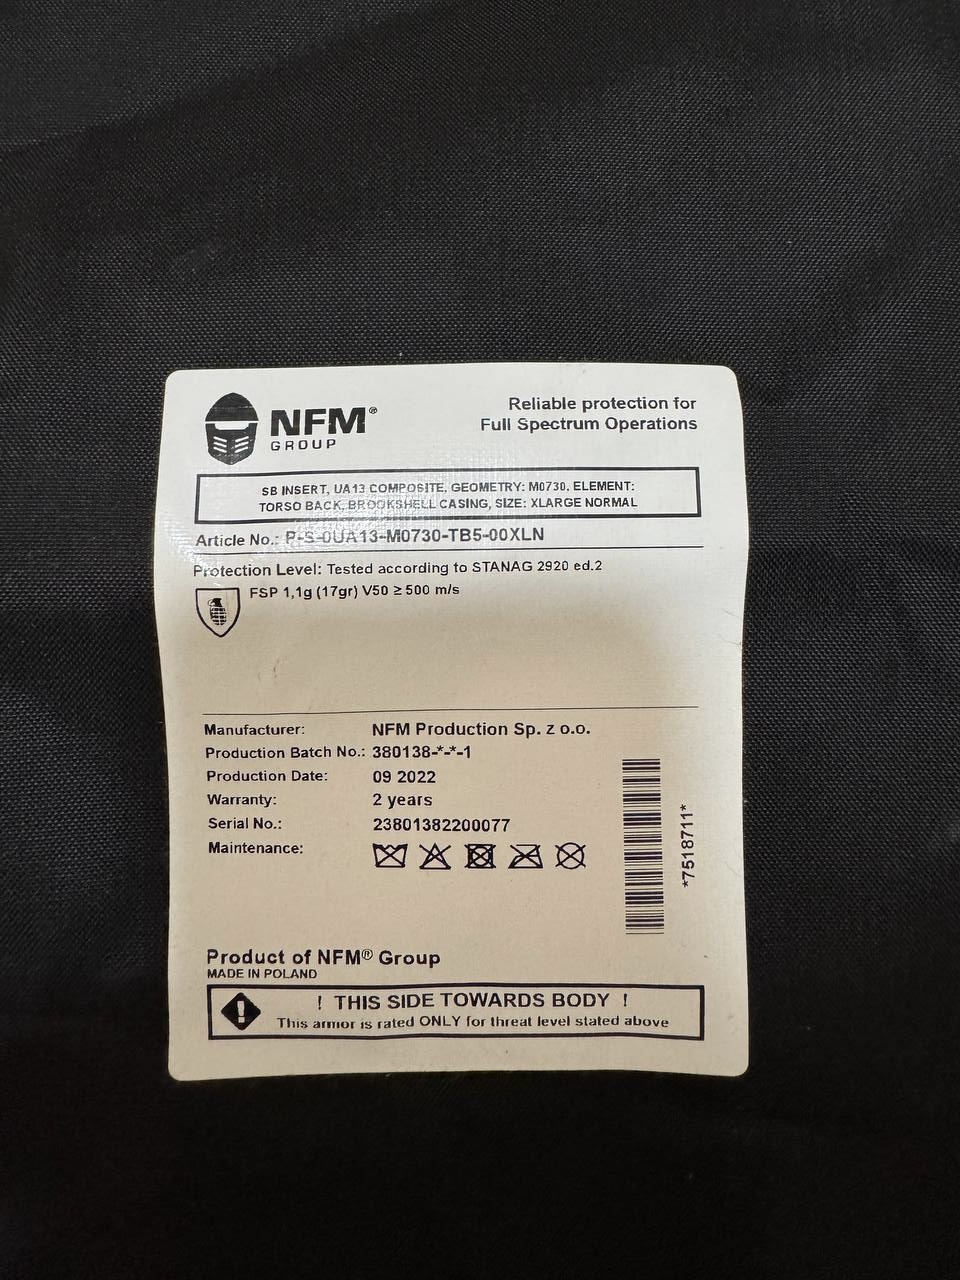 NFM®
GROUP
Reliable protection for
Full Spectrum Operations
SB INSERT, UA13 COMPOSITE, GEOMETRY: M0730, ELEMENT:
TORSO BACK, BROOKSHELL CASING, SIZE: XLARGE NORMAL
Article No.: P-S-0UA13-M0730-TB5-00XLN
Protection Level: Tested according to STANAG 2920 ed.2
FSP 1,1g (17gr) V50 ≥ 500 m/s
Manufacturer: NFM Production Sp. z o.o.
Production Batch No.: 380138-*-*-1
Production Date: 09 2022
Warranty: 2 years
Serial No.: 23801382200077
Maintenance:
*7518711*
Product of NFM® Group
MADE IN POLAND
! THIS SIDE TOWARDS BODY !
This armor is rated ONLY for threat level stated above